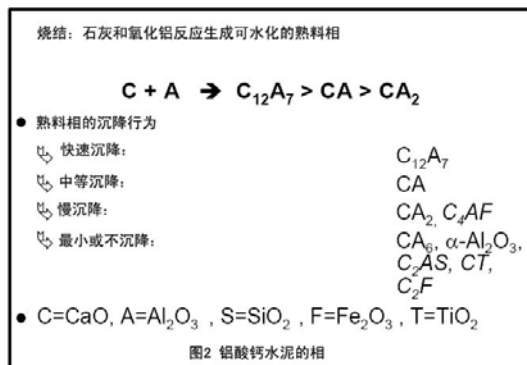 烧结：石灰和氧化铝反应生成可水化的熟料相
C + A ➔ C₁₂A₇ > CA > CA₂
● 熟料相的沉降行为
快速沉降： C₁₂A₇
中等沉降： CA
慢沉降： CA₂, C₄AF
最小或不沉降： CA₆, α-Al₂O₃,
C₂AS, CT,
C₂F
● C=CaO, A=Al₂O₃ , S=SiO₂ , F=Fe₂O₃ , T=TiO₂
图2 铝酸钙水泥的相